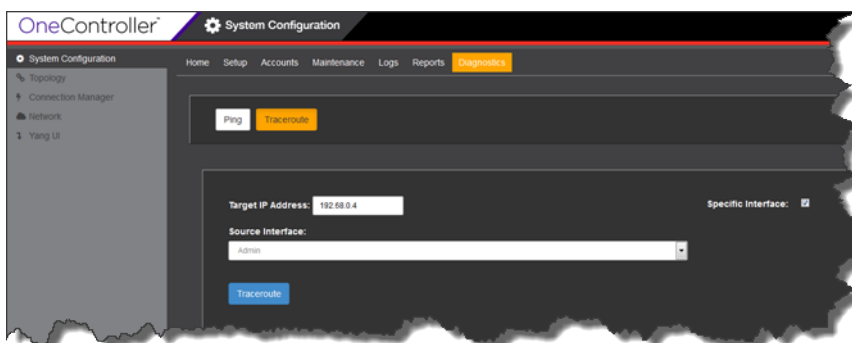 OneController™ System Configuration
System Configuration
Topology
Connection Manager
Network
Yang UI
Home Setup Accounts Maintenance Logs Reports Diagnostics
Ping Traceroute
Target IP Address: 192.68.0.4 Specific Interface:
Source Interface:
Admin
Traceroute